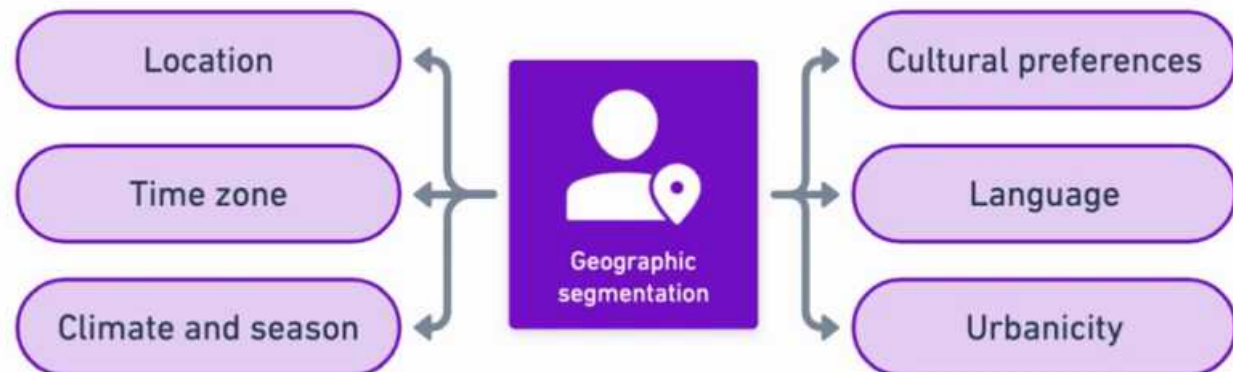 Location
Time zone
Climate and season
Geographic
segmentation
Cultural preferences
Language
Urbanicity